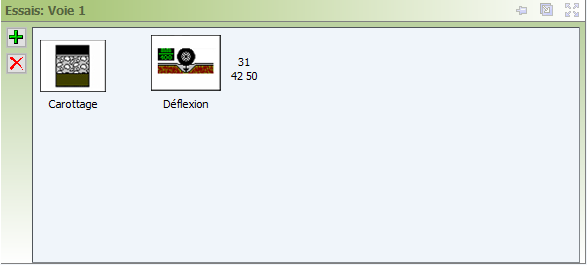 Essais: Voie 1
31
42 50
Carottage
Déflexion